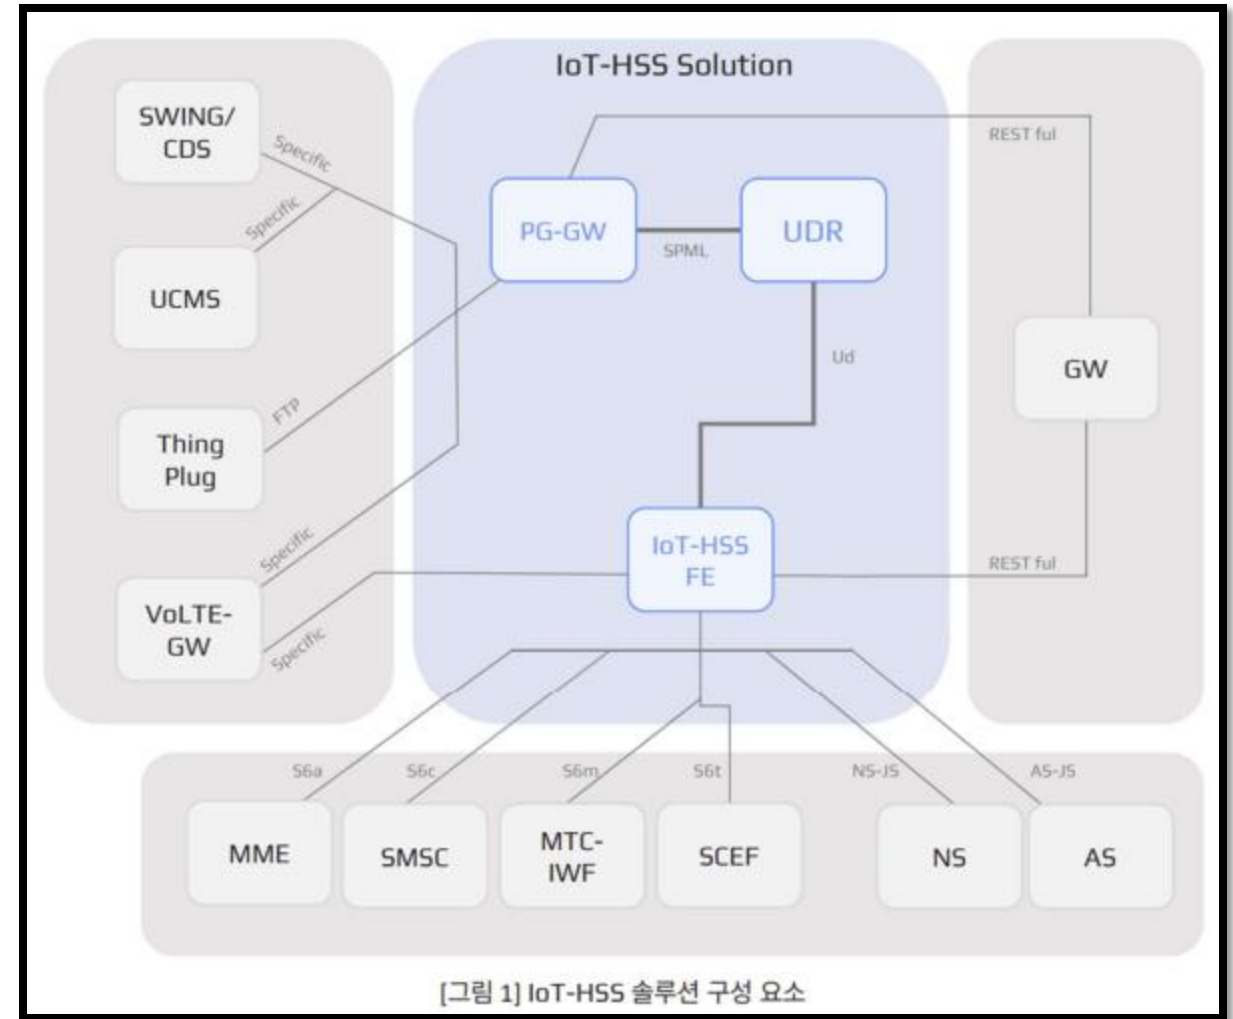 IoT-HSS Solution
SWING/
CDS
Specific
REST ful
Specific
PG-GW
SPML
UDR
UCMS
Ud
GW
FTP
Thing
Plug
Specific
IoT-HSS
FE
REST ful
VoLTE-
GW
Specific
S6a
S6c
S6m
S6t
NS-JS
AS-JS
MME
SMSC
MTC-
IWF
SCEF
NS
AS
[그림 1] IoT-HSS 솔루션 구성 요소